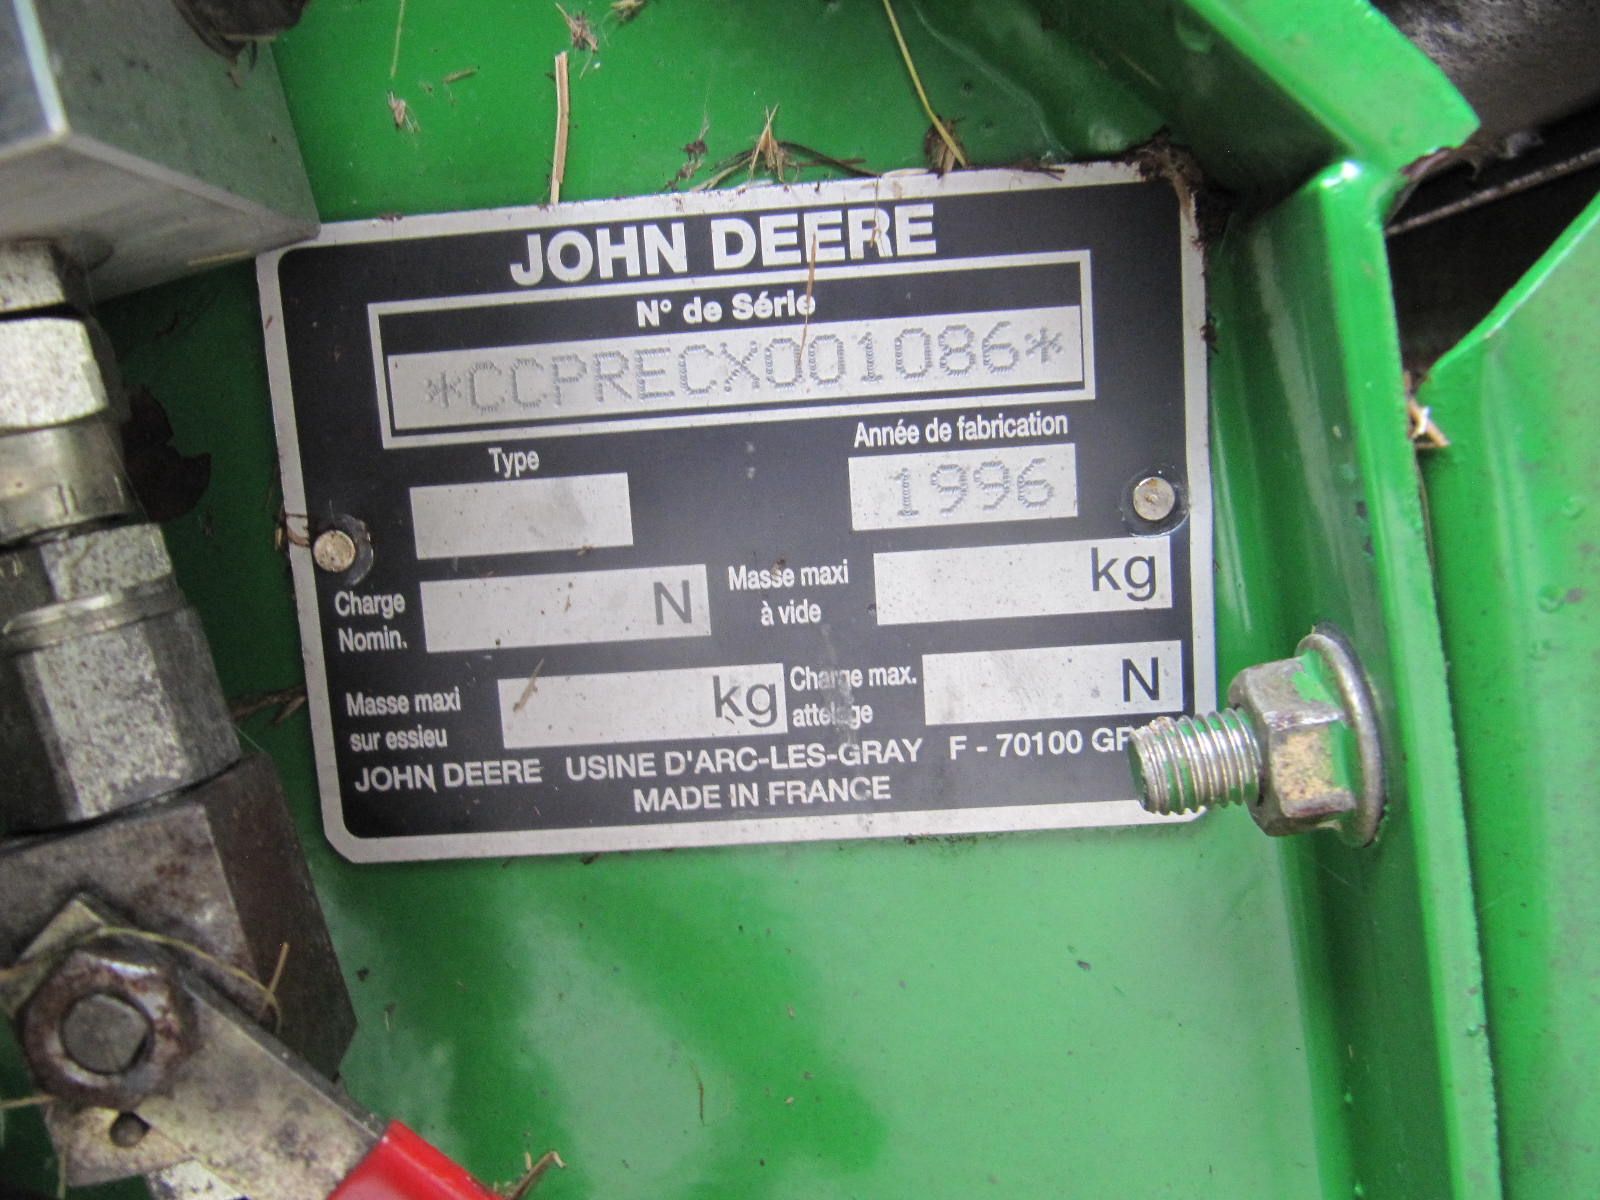 JOHN DEERE
N° de Série
*CCPRECX001086*
Type
Année de fabrication
1996
Charge Nomin.
N
Masse maxi à vide
kg
Masse maxi sur essieu
kg
Charge max. attelage
N
JOHN DEERE USINE D'ARC-LES-GRAY F - 70100
MADE IN FRANCE